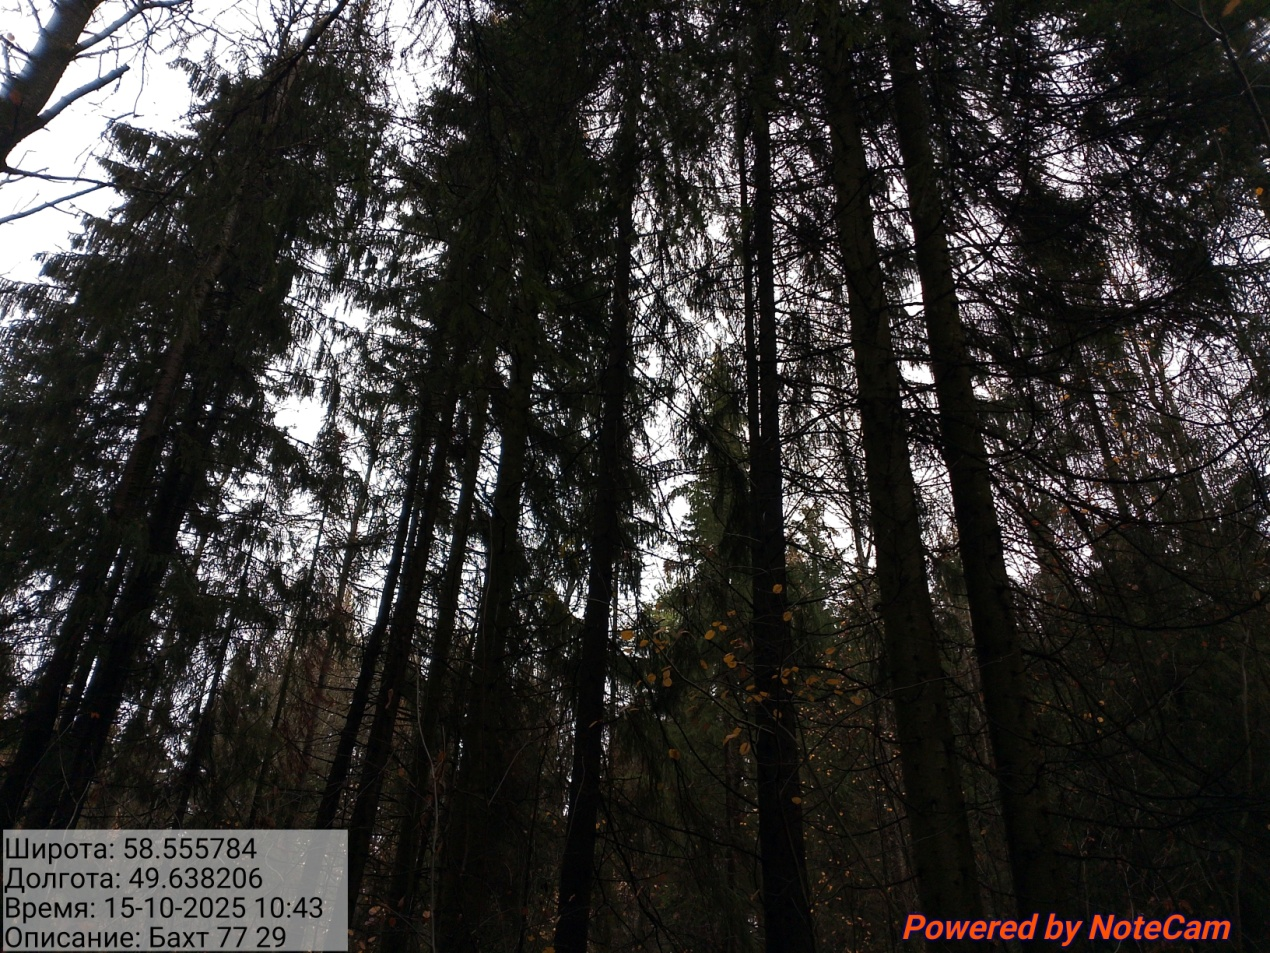 Широта: 58.555784
Долгота: 49.638206
Время: 15-10-2025 10:43
Описание: Бахт 77 29
Powered by NoteCam